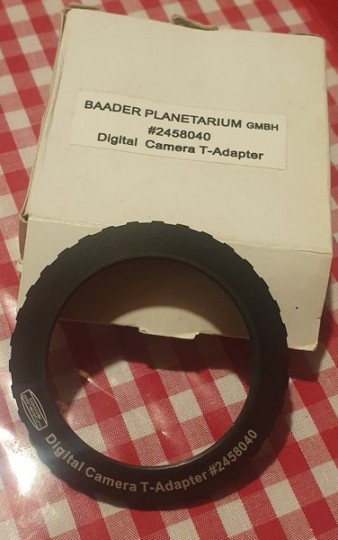 BAADER PLANETARIUM GMBH
#2458040
Digital Camera T-Adapter
Digital Camera T-Adapter #2458040